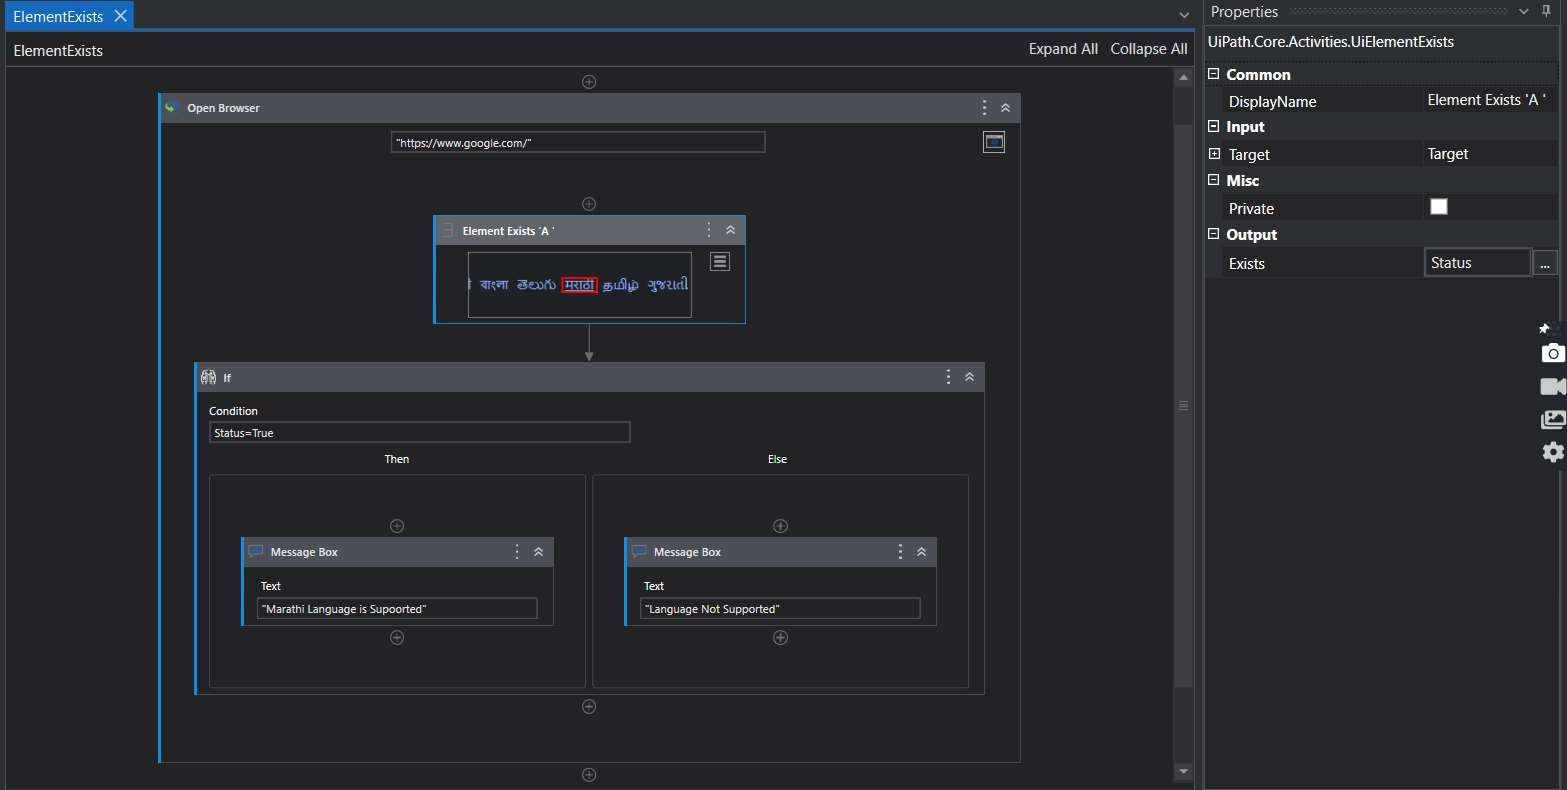 ElementExists
Properties
UiPath.Core.Activities.UiElementExists
ElementExists
Expand All Collapse All
Common
DisplayName Element Exists 'A '
Input
Target Target
Misc
Private
Output
Exists Status ...
Open Browser
"https://www.google.com/"
Element Exists 'A '
বাংলা తెలుగు मराठी தமிழ் ગુજરાતી
If
Condition
Status=True
Then Else
Message Box
Text
"Marathi Language is Supoorted"
Message Box
Text
"Language Not Supported"